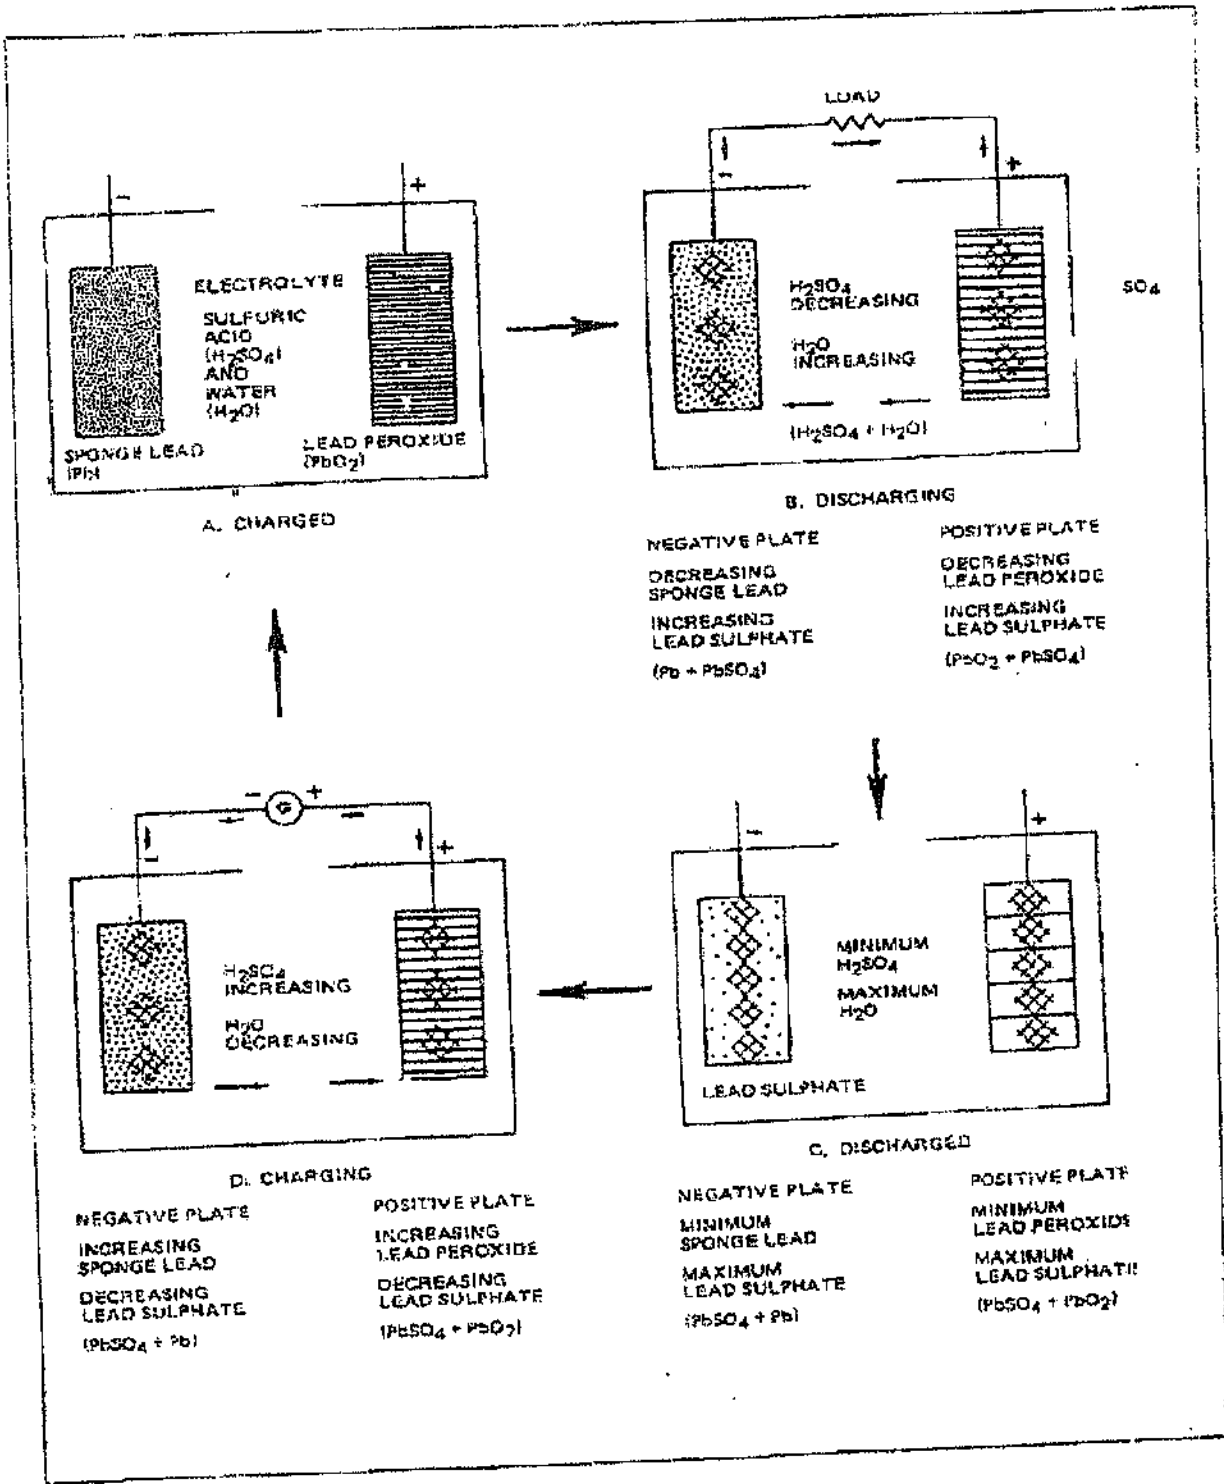 -
+
ELECTROLYTE
SULFURIC
ACID
(H2SO4)
AND
WATER
(H2O)
SPONGE LEAD
(Pb)
LEAD PEROXIDE
(PbO2)
A. CHARGED
LOAD
-
+
H2SO4
DECREASING
H2O
INCREASING
(H2SO4 + H2O)
SO4
B. DISCHARGING
NEGATIVE PLATE
DECREASING
SPONGE LEAD
INCREASING
LEAD SULPHATE
(Pb + PbSO4)
POSITIVE PLATE
DECREASING
LEAD PEROXIDE
INCREASING
LEAD SULPHATE
(PbO2 + PbSO4)
- G +
-
+
H2SO4
INCREASING
H2O
DECREASING
D. CHARGING
NEGATIVE PLATE
INCREASING
SPONGE LEAD
DECREASING
LEAD SULPHATE
(PbSO4 + Pb)
POSITIVE PLATE
INCREASING
LEAD PEROXIDE
DECREASING
LEAD SULPHATE
(PbSO4 + PbO2)
-
+
MINIMUM
H2SO4
MAXIMUM
H2O
LEAD SULPHATE
C. DISCHARGED
NEGATIVE PLATE
MINIMUM
SPONGE LEAD
MAXIMUM
LEAD SULPHATE
(PbSO4 + Pb)
POSITIVE PLATE
MINIMUM
LEAD PEROXIDE
MAXIMUM
LEAD SULPHATE
(PbSO4 + PbO2)